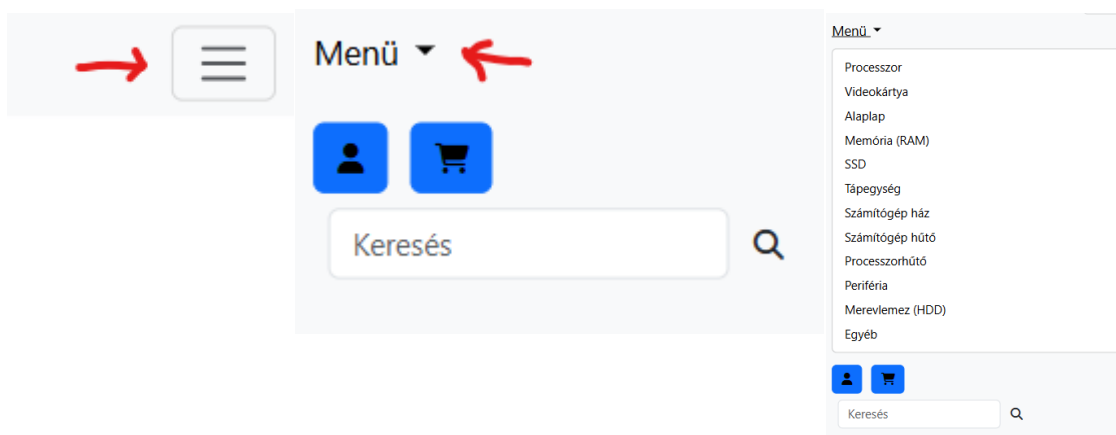 Menü
Keresés
Menü
Processzor
Videokártya
Alaplap
Memória (RAM)
SSD
Tápegység
Számítógép ház
Számítógép hűtő
Processzorhűtő
Periféria
Merevlemez (HDD)
Egyéb
Keresés